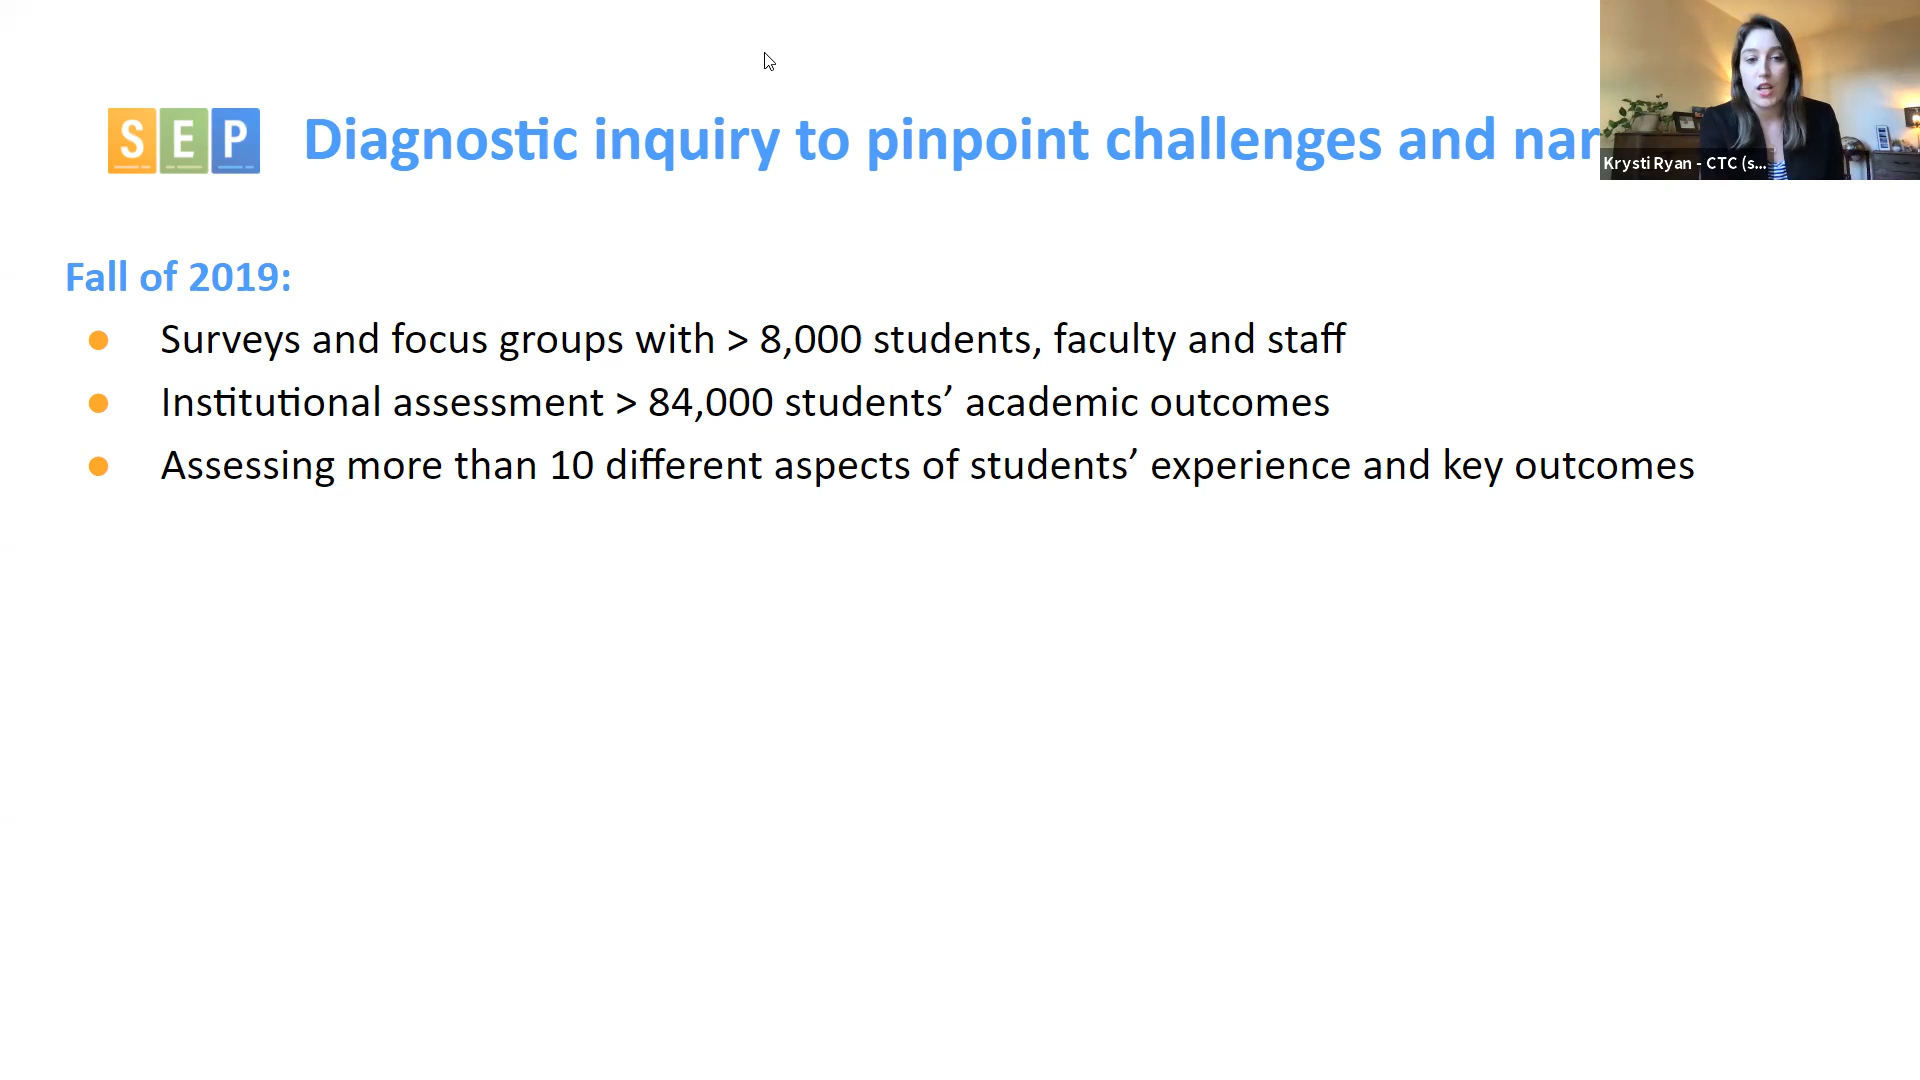 SEP Diagnostic inquiry to pinpoint challenges and nar
Krysti Ryan - CTC (s...
Fall of 2019:
● Surveys and focus groups with > 8,000 students, faculty and staff
● Institutional assessment > 84,000 students’ academic outcomes
● Assessing more than 10 different aspects of students’ experience and key outcomes